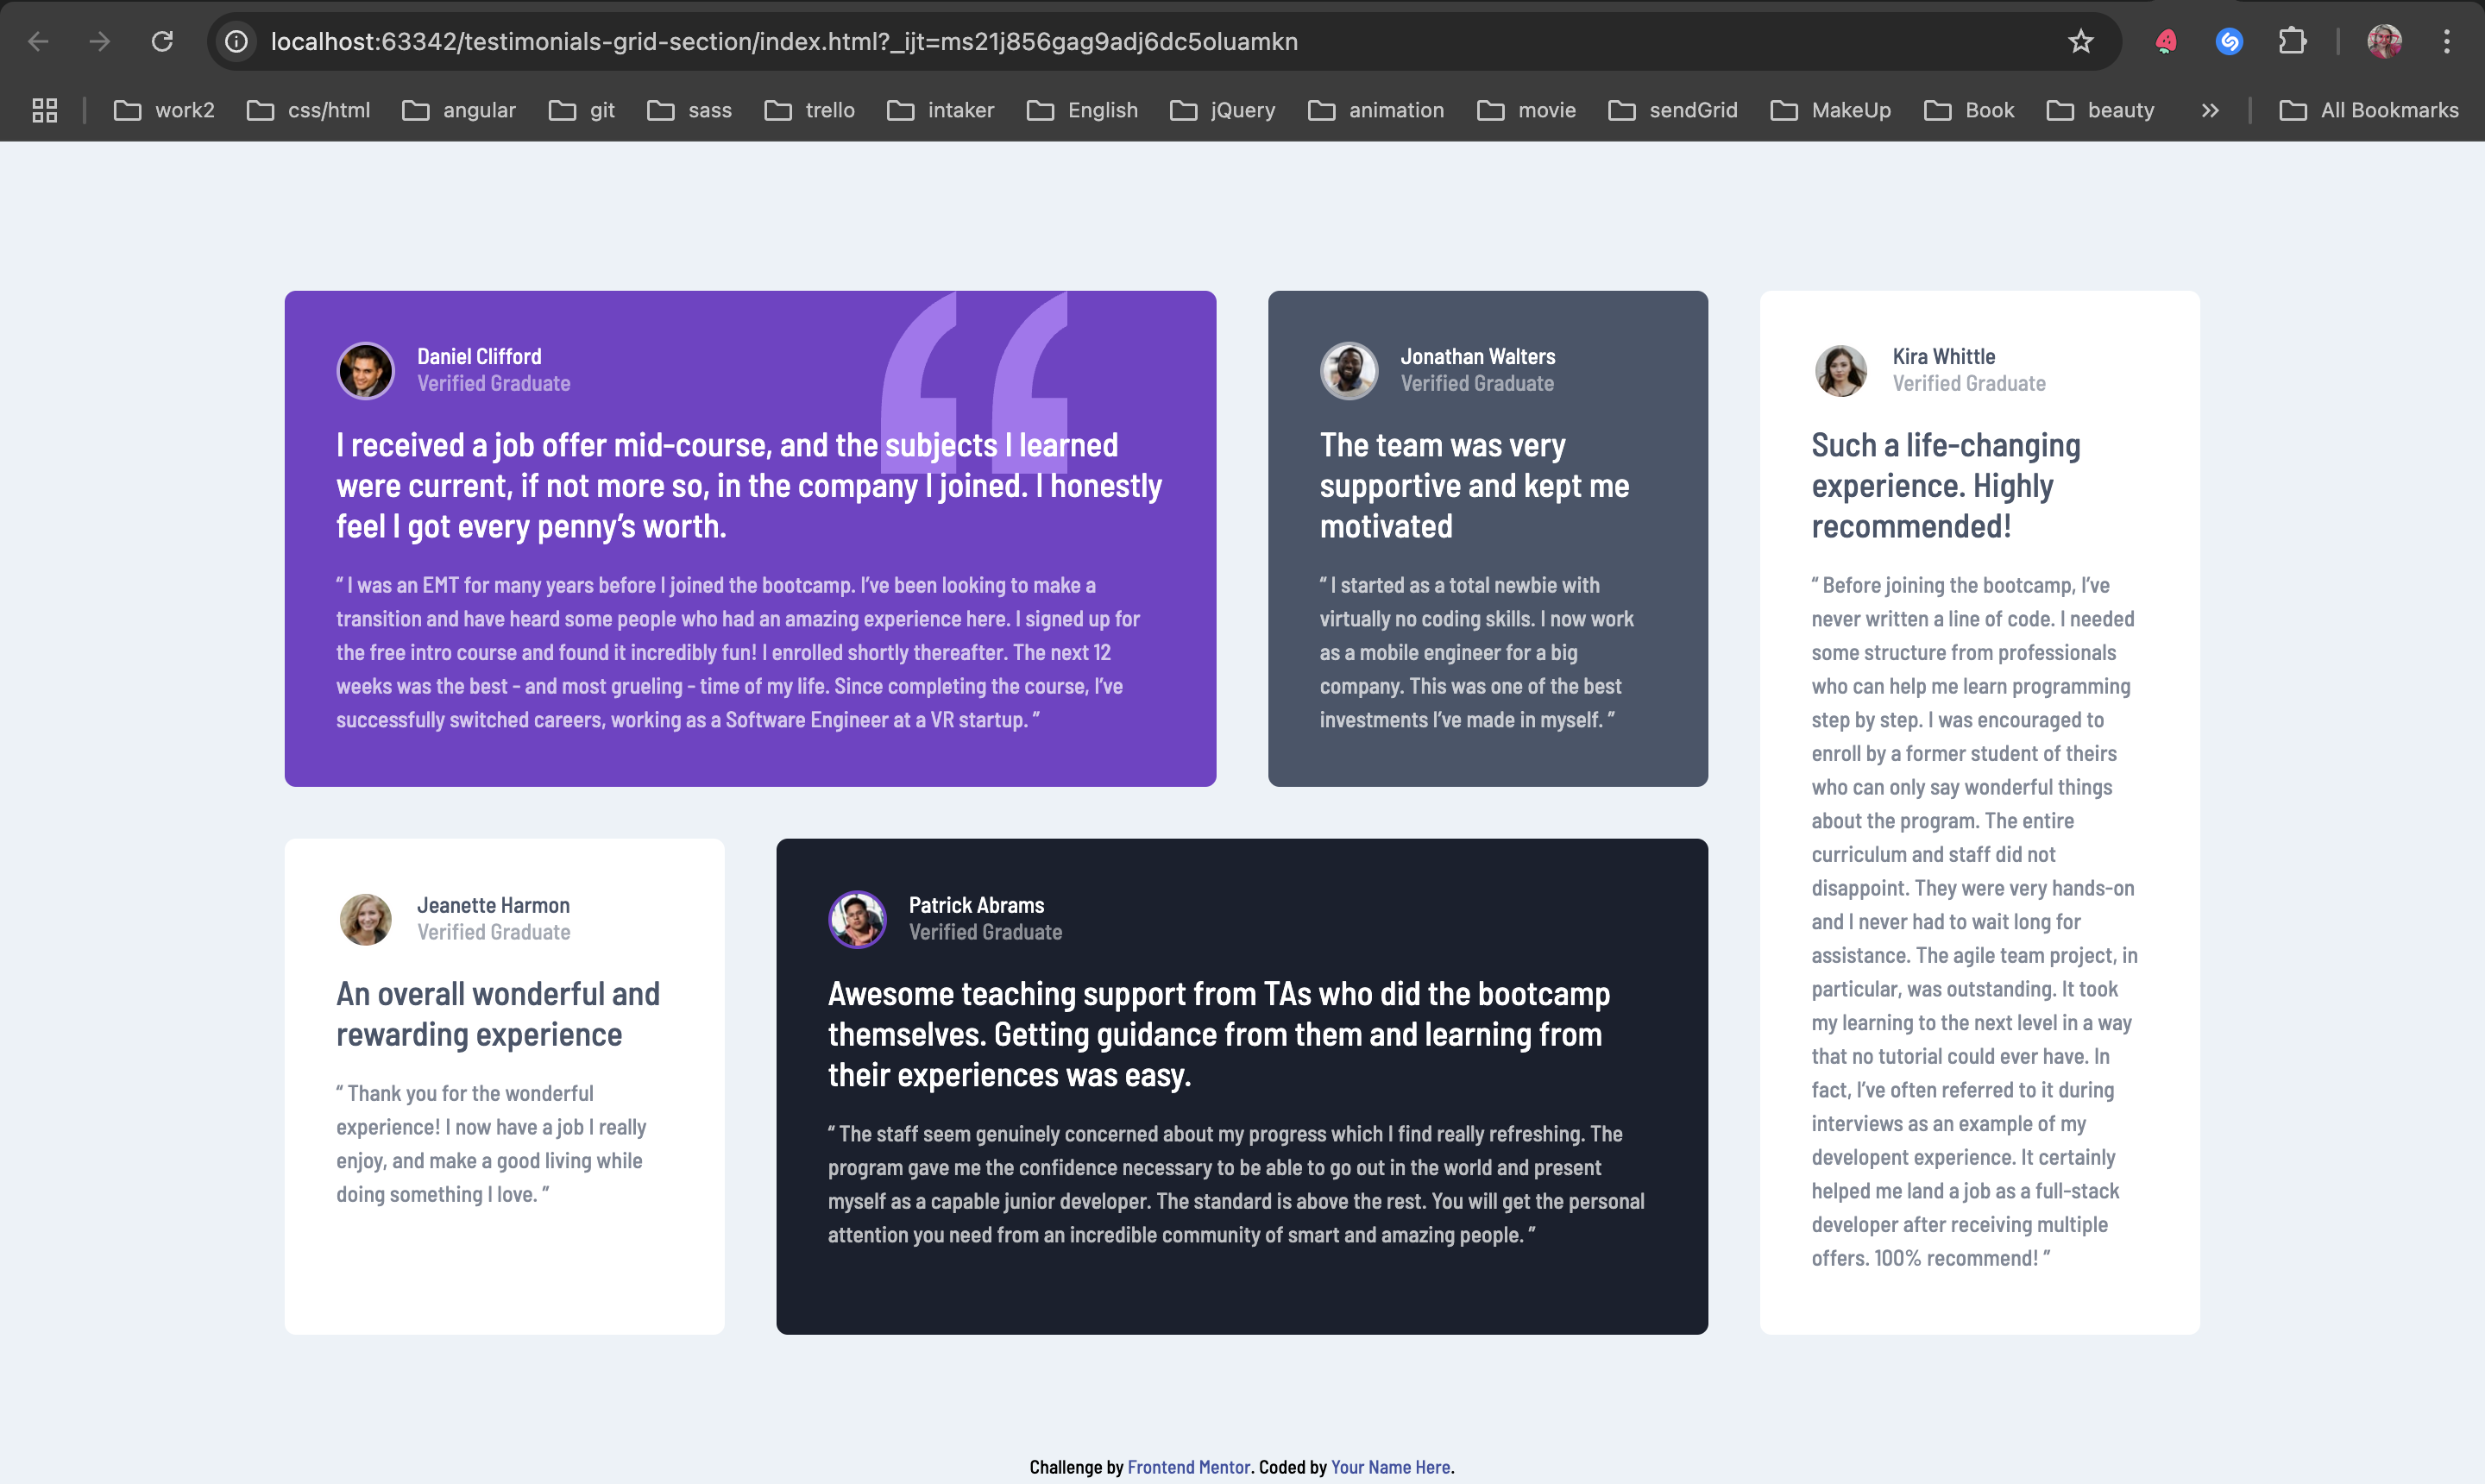 localhost:63342/testimonials-grid-section/index.html?_ijt=ms21j856gag9adj6dc5oluamkn
work2 css/html angular git sass trello intaker English jQuery animation movie sendGrid MakeUp Book beauty » All Bookmarks
Daniel Clifford
Verified Graduate
I received a job offer mid-course, and the subjects I learned
were current, if not more so, in the company I joined. I honestly
feel I got every penny’s worth.
“ I was an EMT for many years before I joined the bootcamp. I’ve been looking to make a
transition and have heard some people who had an amazing experience here. I signed up for
the free intro course and found it incredibly fun! I enrolled shortly thereafter. The next 12
weeks was the best - and most grueling - time of my life. Since completing the course, I’ve
successfully switched careers, working as a Software Engineer at a VR startup. ”
Jonathan Walters
Verified Graduate
The team was very
supportive and kept me
motivated
“ I started as a total newbie with
virtually no coding skills. I now work
as a mobile engineer for a big
company. This was one of the best
investments I’ve made in myself. ”
Kira Whittle
Verified Graduate
Such a life-changing
experience. Highly
recommended!
“ Before joining the bootcamp, I’ve
never written a line of code. I needed
some structure from professionals
who can help me learn programming
step by step. I was encouraged to
enroll by a former student of theirs
who can only say wonderful things
about the program. The entire
curriculum and staff did not
disappoint. They were very hands-on
and I never had to wait long for
assistance. The agile team project, in
particular, was outstanding. It took
my learning to the next level in a way
that no tutorial could ever have. In
fact, I’ve often referred to it during
interviews as an example of my
developent experience. It certainly
helped me land a job as a full-stack
developer after receiving multiple
offers. 100% recommend! ”
Jeanette Harmon
Verified Graduate
An overall wonderful and
rewarding experience
“ Thank you for the wonderful
experience! I now have a job I really
enjoy, and make a good living while
doing something I love. ”
Patrick Abrams
Verified Graduate
Awesome teaching support from TAs who did the bootcamp
themselves. Getting guidance from them and learning from
their experiences was easy.
“ The staff seem genuinely concerned about my progress which I find really refreshing. The
program gave me the confidence necessary to be able to go out in the world and present
myself as a capable junior developer. The standard is above the rest. You will get the personal
attention you need from an incredible community of smart and amazing people. ”
Challenge by Frontend Mentor. Coded by Your Name Here.